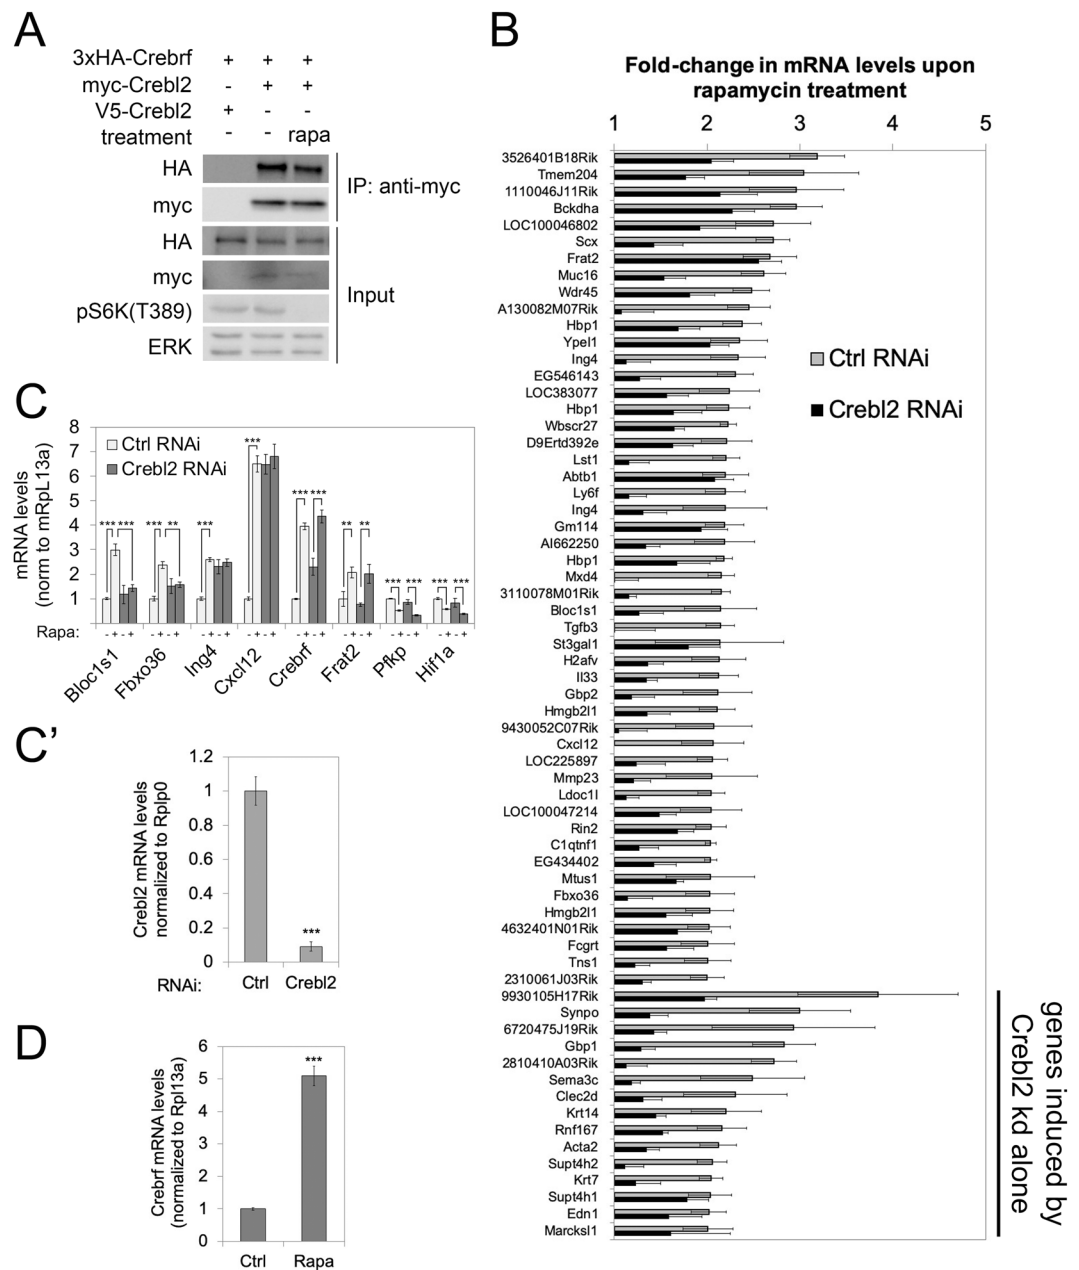 A
3xHA-Crebrf + + +
myc-Crebl2 - + +
V5-Crebl2 + - -
treatment - - rapa
HA
myc
IP: anti-myc
HA
myc
pS6K(T389)
ERK
Input
B
Fold-change in mRNA levels upon
rapamycin treatment
1 2 3 4 5
3526401B18Rik
Tmem204
1110046J11Rik
Bckdha
LOC100046802
Scx
Frat2
Muc16
Wdr45
A130082M07Rik
Hbp1
Ypel1
Ing4
EG546143
LOC383077
Hbp1
Wbscr27
D9Ertd392e
Lst1
Abtb1
Ly6f
Ing4
Gm114
AI662250
Hbp1
Mxd4
3110078M01Rik
Bloc1s1
Tgfb3
St3gal1
H2afv
Il33
Gbp2
Hmgb2l1
9430052C07Rik
Cxcl12
LOC225897
Mmp23
Ldoc1l
LOC100047214
Rin2
C1qtnf1
EG434402
Mtus1
Fbxo36
Hmgb2l1
4632401N01Rik
Fcgrt
Tns1
2310061J03Rik
9930105H17Rik
Synpo
6720475J19Rik
Gbp1
2810410A03Rik
Sema3c
Clec2d
Krt14
Rnf167
Acta2
Supt4h2
Krt7
Supt4h1
Edn1
Marcksl1
Ctrl RNAi
Crebl2 RNAi
genes induced by
Crebl2 kd alone
C
mRNA levels
(norm to mRpL13a)
8
7
6
5
4
3
2
1
Ctrl RNAi
Crebl2 RNAi
*** *** *** ** *** *** *** *** ** ** *** *** *** ***
Rapa: - + - + - + - + - + - + - + - + - + - + - + - + - + - + - + - +
Bloc1s1 Fbxo36 Ing4 Cxcl12 Crebrf Frat2 Pfkp Hif1a
C'
Crebl2 mRNA levels
normalized to Rplp0
1.2
1
0.8
0.6
0.4
0.2
0
***
RNAi: Ctrl Crebl2
D
Crebrf mRNA levels
(normalized to Rpl13a)
6
5
4
3
2
1
0
***
Ctrl Rapa